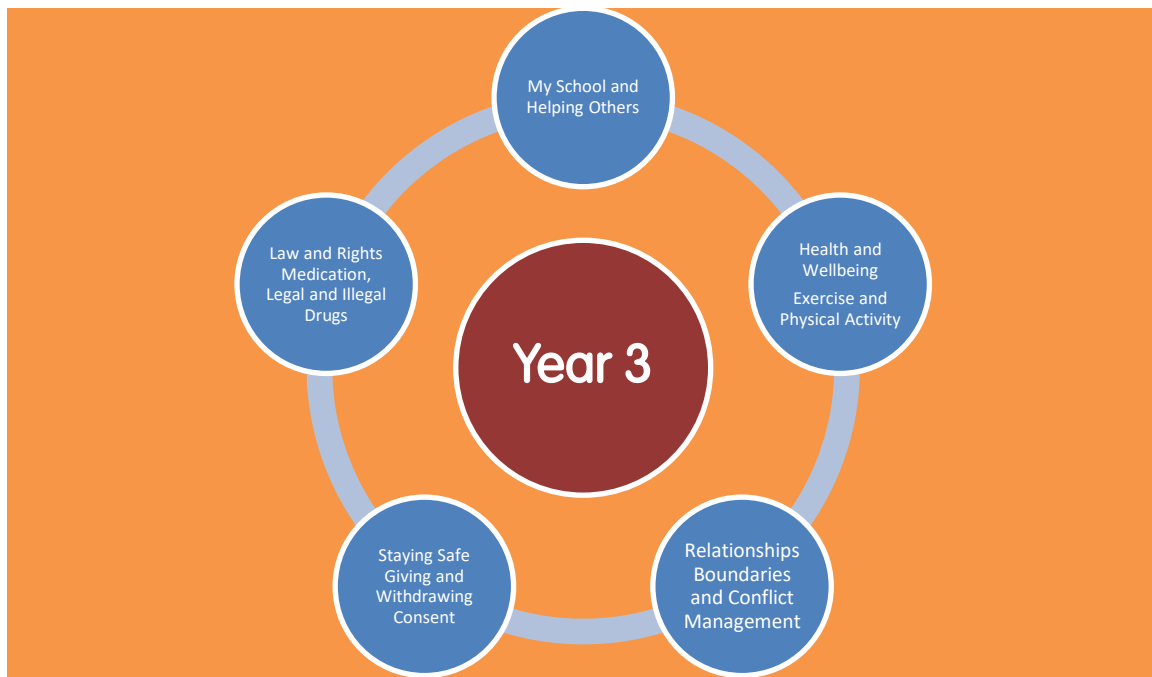 My School and
Helping Others
Health and
Wellbeing
Exercise and
Physical Activity
Relationships
Boundaries
and Conflict
Management
Staying Safe
Giving and
Withdrawing
Consent
Law and Rights
Medication,
Legal and Illegal
Drugs
Year 3